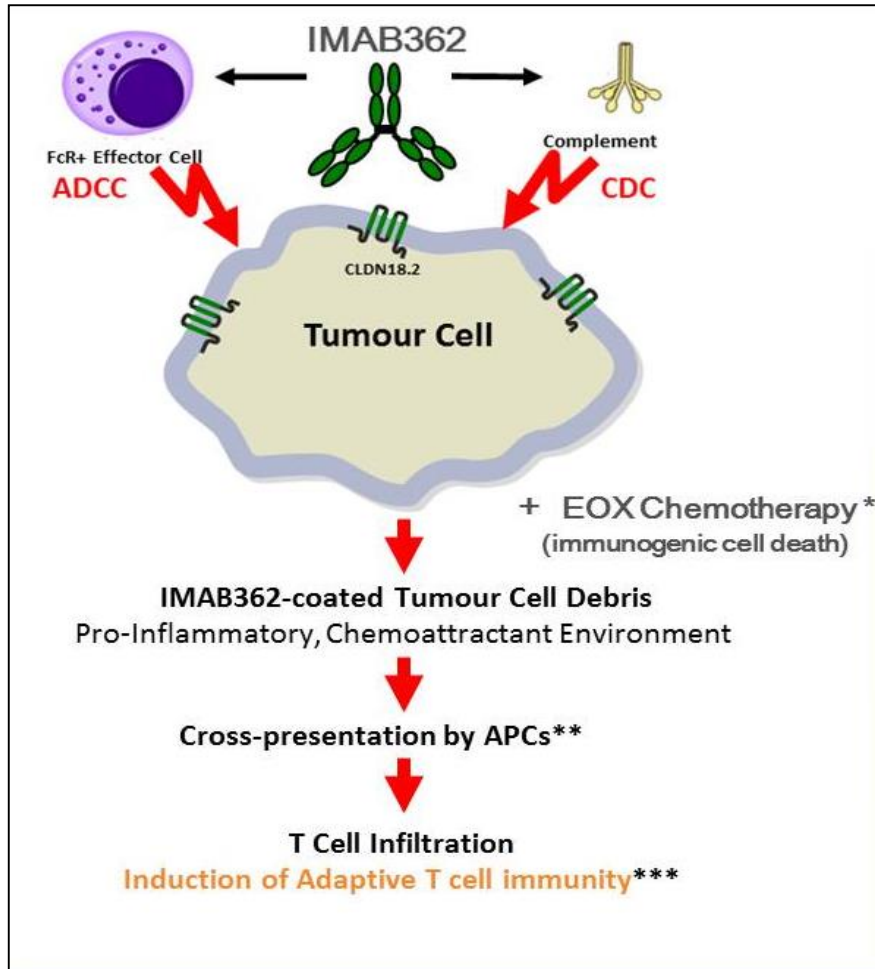 IMAB362
FcR+ Effector Cell
ADCC
Complement
CDC
CLDN18.2
Tumour Cell
+ EOX Chemotherapy *
(immunogenic cell death)
IMAB362-coated Tumour Cell Debris
Pro-Inflammatory, Chemoattractant Environment
Cross-presentation by APCs**
T Cell Infiltration
Induction of Adaptive T cell immunity***